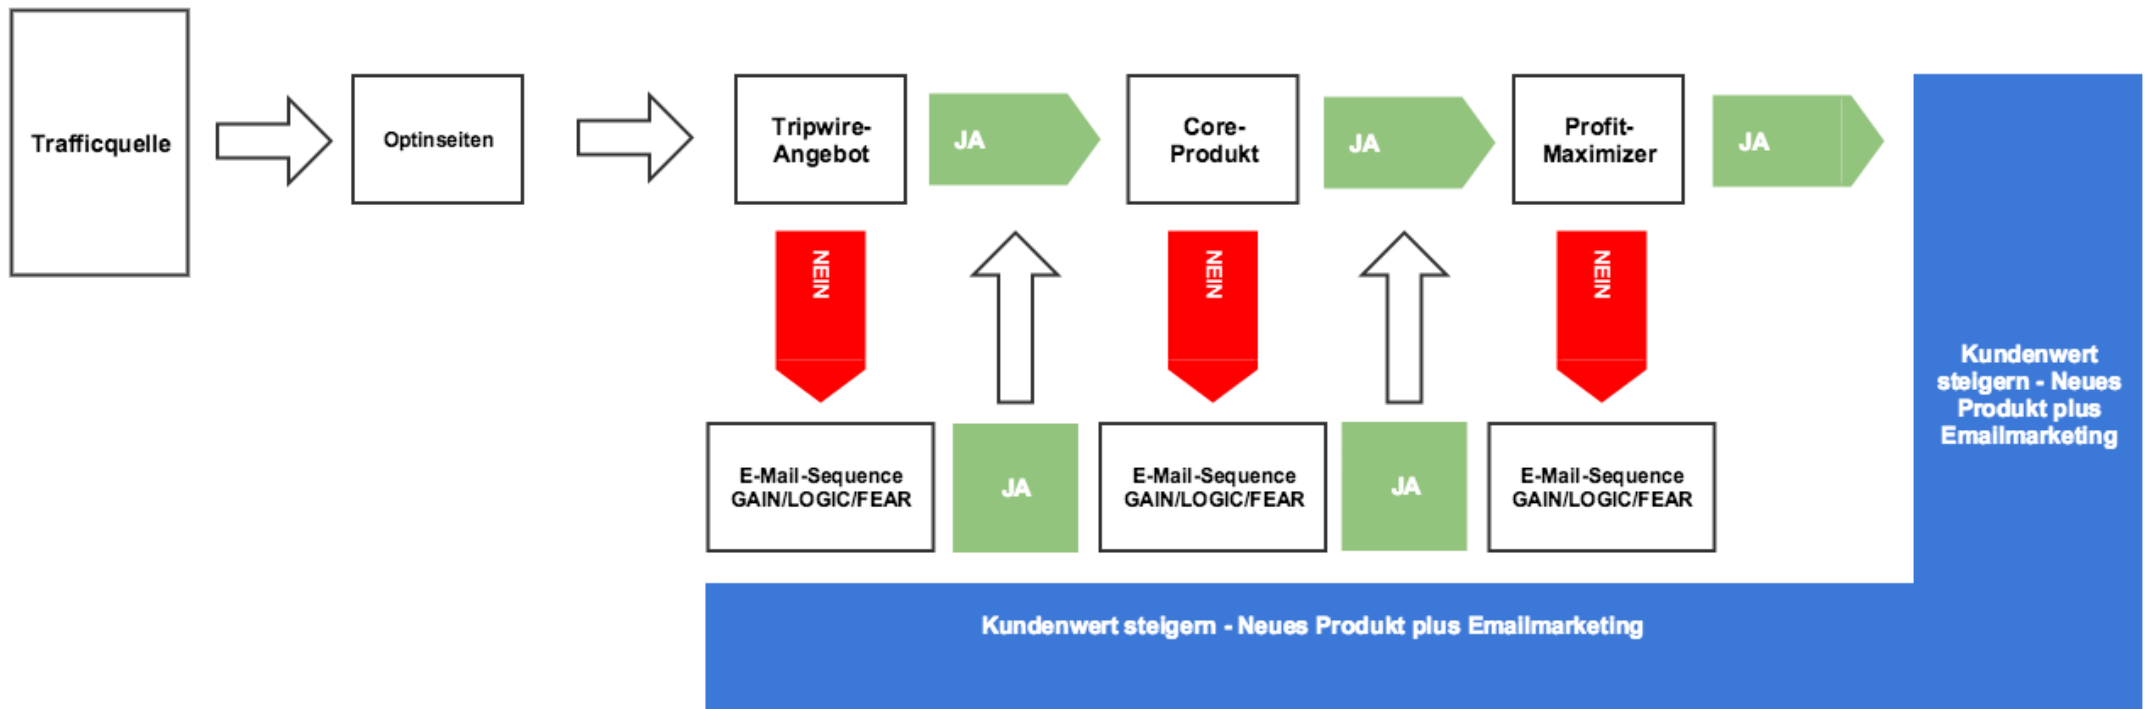 Trafficquelle
Optinseiten
Tripwire-
Angebot
JA
Core-
Produkt
JA
Profit-
Maximizer
JA
NEIN
NEIN
NEIN
E-Mail-Sequence
GAIN/LOGIC/FEAR
JA
E-Mail-Sequence
GAIN/LOGIC/FEAR
JA
E-Mail-Sequence
GAIN/LOGIC/FEAR
Kundenwert
steigern - Neues
Produkt plus
Emailmarketing
Kundenwert steigern - Neues Produkt plus Emailmarketing